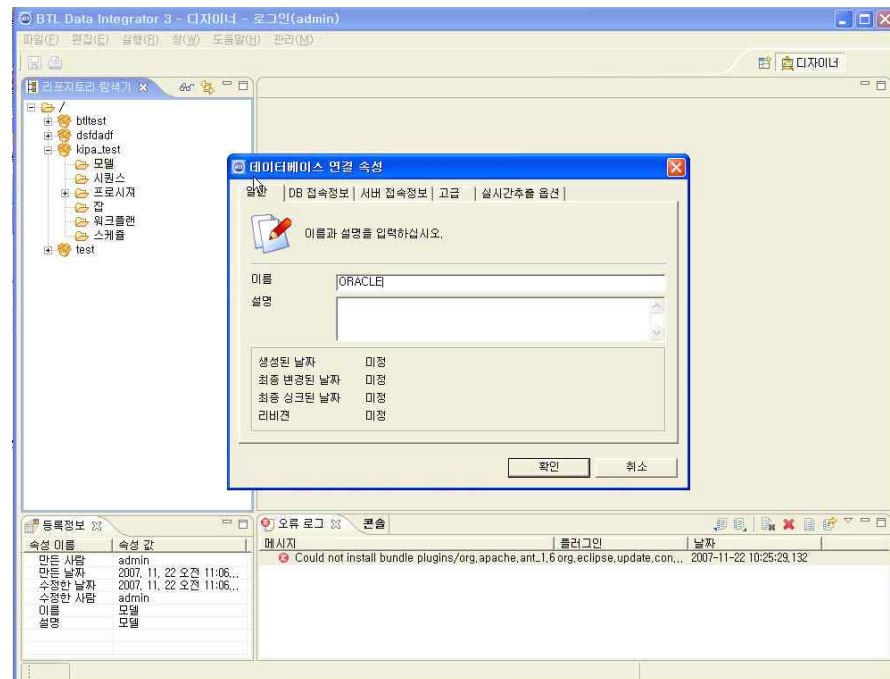 BTL Data Integrator 3 - 디자이너 - 로그인(admin)
파일(F) 편집(E) 실행(R) 창(W) 도움말(H) 관리(M)
디자이너
리포지토리 탐색기
/
btltest
dsfdadf
kipa_test
모델
시퀀스
프로시져
잡
워크플랜
스케쥴
test
데이터베이스 연결 속성
일반 DB 접속정보 서버 접속정보 고급 실시간추출 옵션
이름과 설명을 입력하십시오.
이름 ORACLE
설명
생성된 날짜 미정
최종 변경된 날짜 미정
최종 싱크된 날짜 미정
리비젼 미정
확인 취소
등록정보
속성 이름 속성 값
만든 사람 admin
만든 날짜 2007. 11. 22 오전 11:06...
수정한 날짜 2007. 11. 22 오전 11:06...
수정한 사람 admin
이름 모델
설명 모델
오류 로그 콘솔
메시지 플러그인 날짜
Could not install bundle plugins/org.apache.ant_1.6 org.eclipse.update.con... 2007-11-22 10:25:29.132